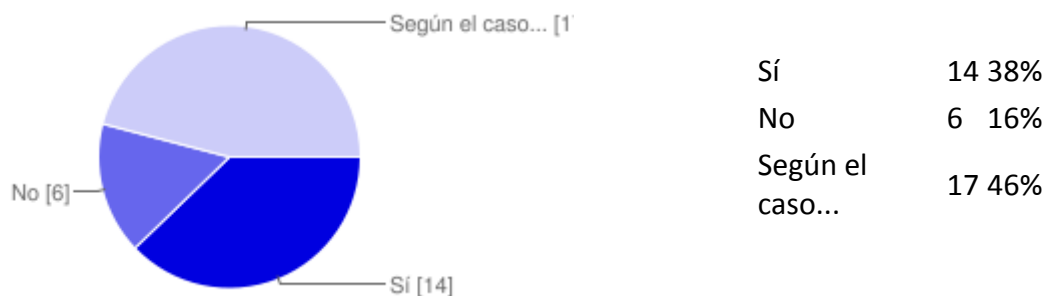 Según el caso... [1
No [6]
Sí [14]
Sí 14 38%
No 6 16%
Según el
caso... 17 46%